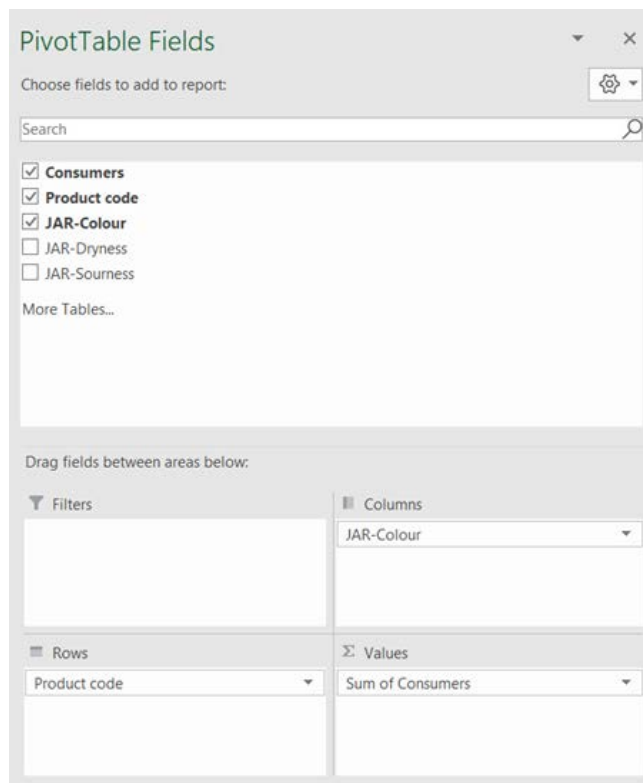 PivotTable Fields
Choose fields to add to report:
Search
Consumers
Product code
JAR-Colour
JAR-Dryness
JAR-Sourness
More Tables...
Drag fields between areas below:
Filters
Columns
JAR-Colour
Rows
Σ Values
Product code
Sum of Consumers